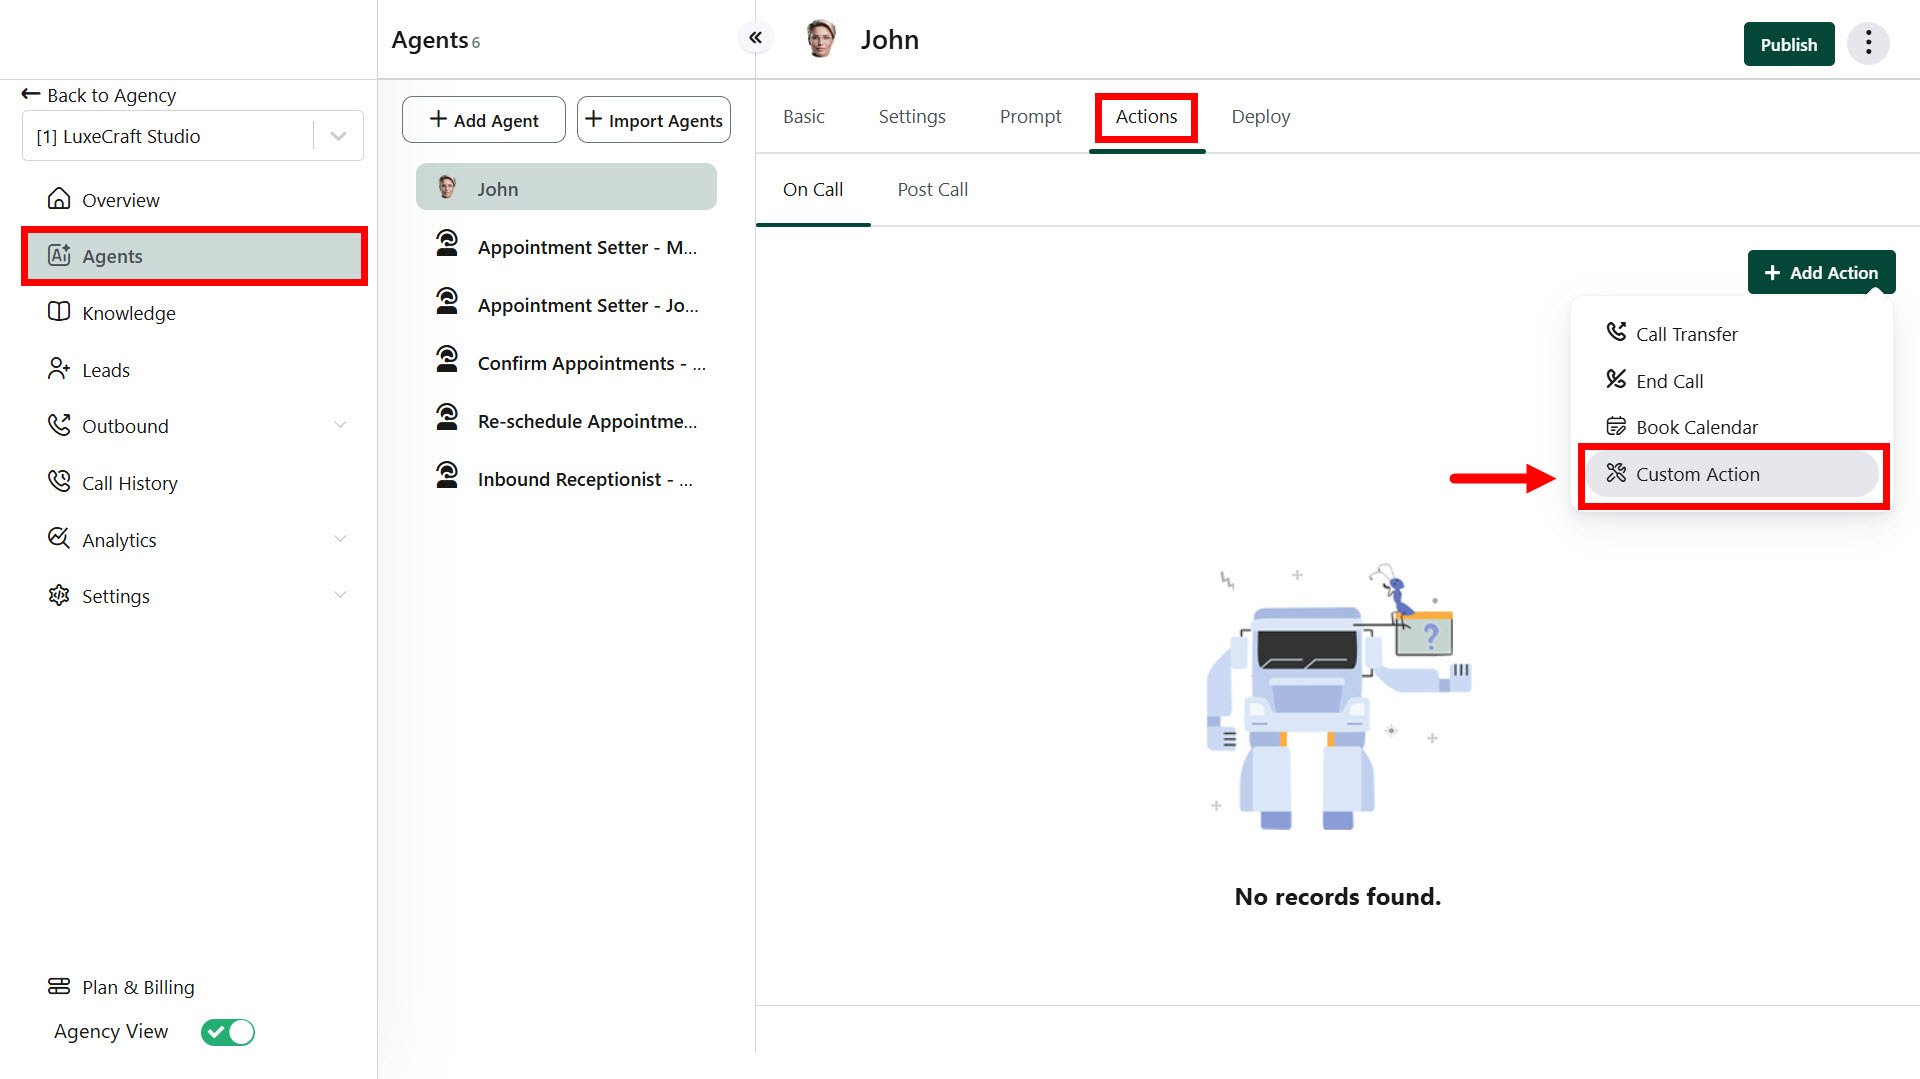 Back to Agency
[1] LuxeCraft Studio
Overview
Agents
Knowledge
Leads
Outbound
Call History
Analytics
Settings
Plan & Billing
Agency View
Agents 6
Add Agent
Import Agents
John
Appointment Setter - M...
Appointment Setter - Jo...
Confirm Appointments - ...
Re-schedule Appointme...
Inbound Receptionist - ...
John
Publish
Basic
Settings
Prompt
Actions
Deploy
On Call
Post Call
Add Action
Call Transfer
End Call
Book Calendar
Custom Action
?
No records found.